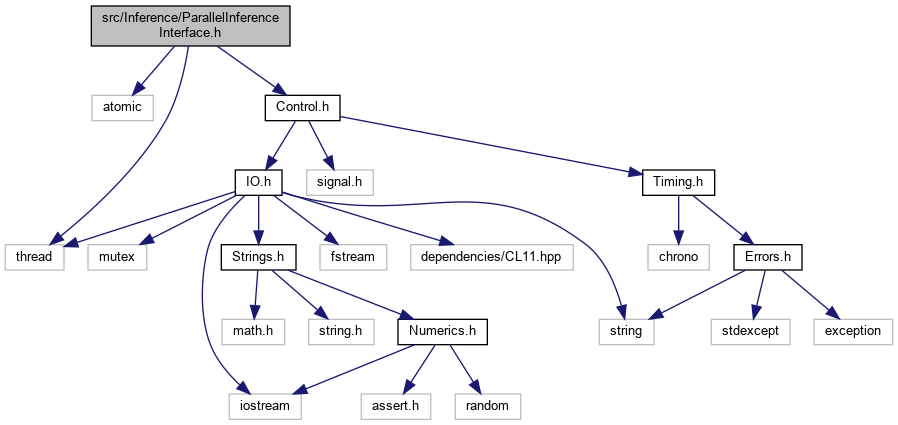 src/Inference/ParallelInference
Interface.h
atomic
Control.h
IO.h
signal.h
Timing.h
thread
mutex
Strings.h
fstream
dependencies/CL11.hpp
chrono
Errors.h
math.h
string.h
Numerics.h
string
stdexcept
exception
iostream
assert.h
random